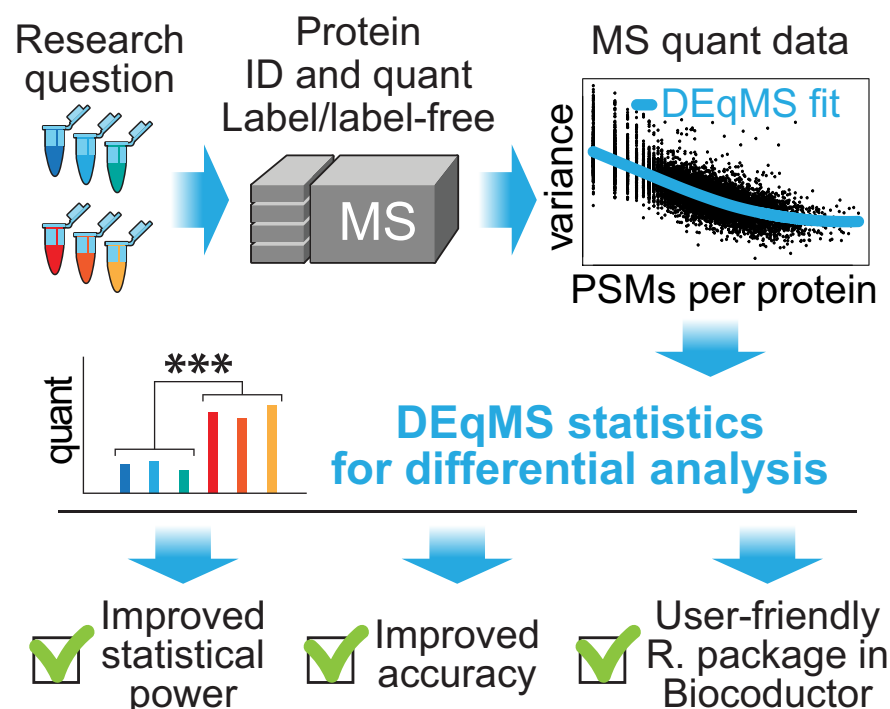 Research
question
Protein
ID and quant
Label/label-free
MS
MS quant data
DEqMS fit
variance
PSMs per protein
quant
***
DEqMS statistics
for differential analysis
Improved
statistical
power
Improved
accuracy
User-friendly
R. package in
Biocoductor